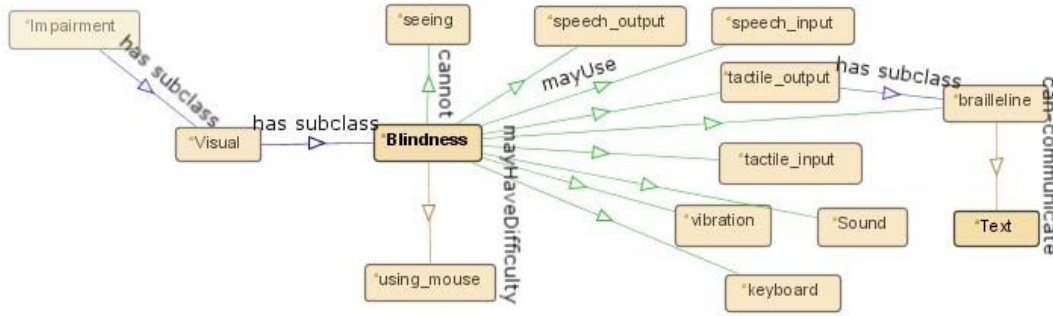 *Impairment
has subclass
*Visual
has subclass
*seeing
cannot
*Blindness
mayHaveDifficulty
*using_mouse
*speech_output
mayUse
*speech_input
*tactile_output
has subclass
*brailleline
can-communicate
*Text
*tactile_input
*vibration
*Sound
*keyboard